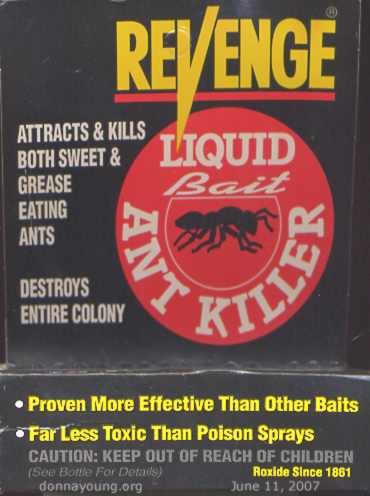 REVENGE®
ATTRACTS & KILLS
BOTH SWEET &
GREASE
EATING
ANTS
DESTROYS
ENTIRE COLONY
LIQUID
Bait
ANT KILLER
• Proven More Effective Than Other Baits
• Far Less Toxic Than Poison Sprays
CAUTION: KEEP OUT OF REACH OF CHILDREN
(See Bottle For Details) Roxide Since 1861
donnayoung.org June 11, 2007